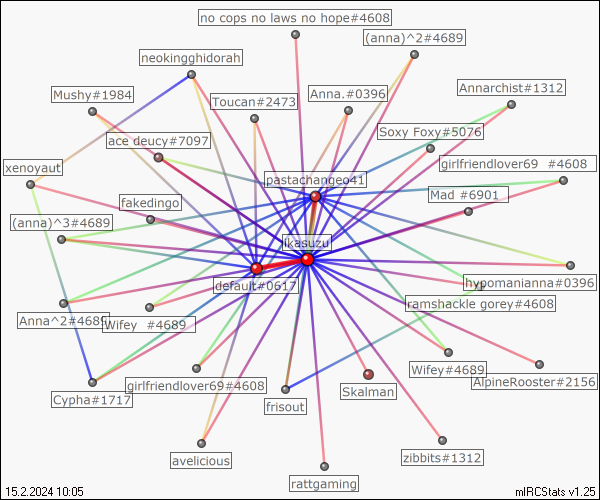 no cops no laws no hope#4608
(anna)^2#4689
neokingghidorah
Annarchist#1312
Mushy#1984
Toucan#2473
Anna.#0396
Soxy Foxy#5076
ace deucy#7097
girlfriendlover69 #4608
xenoyaut
pastachangeo41
Mad #6901
fakedingo
(anna)^3#4689
ikasuzu
default#0617
hypomanianna#0396
ramshackle gorey#4608
Anna^2#4689
Wifey #4689
Wifey#4689
girlfriendlover69#4608
AlpineRooster#2156
Skalman
Cypha#1717
frisout
avelicious
zibbits#1312
rattgaming
15.2.2024 10:05
mIRCStats v1.25